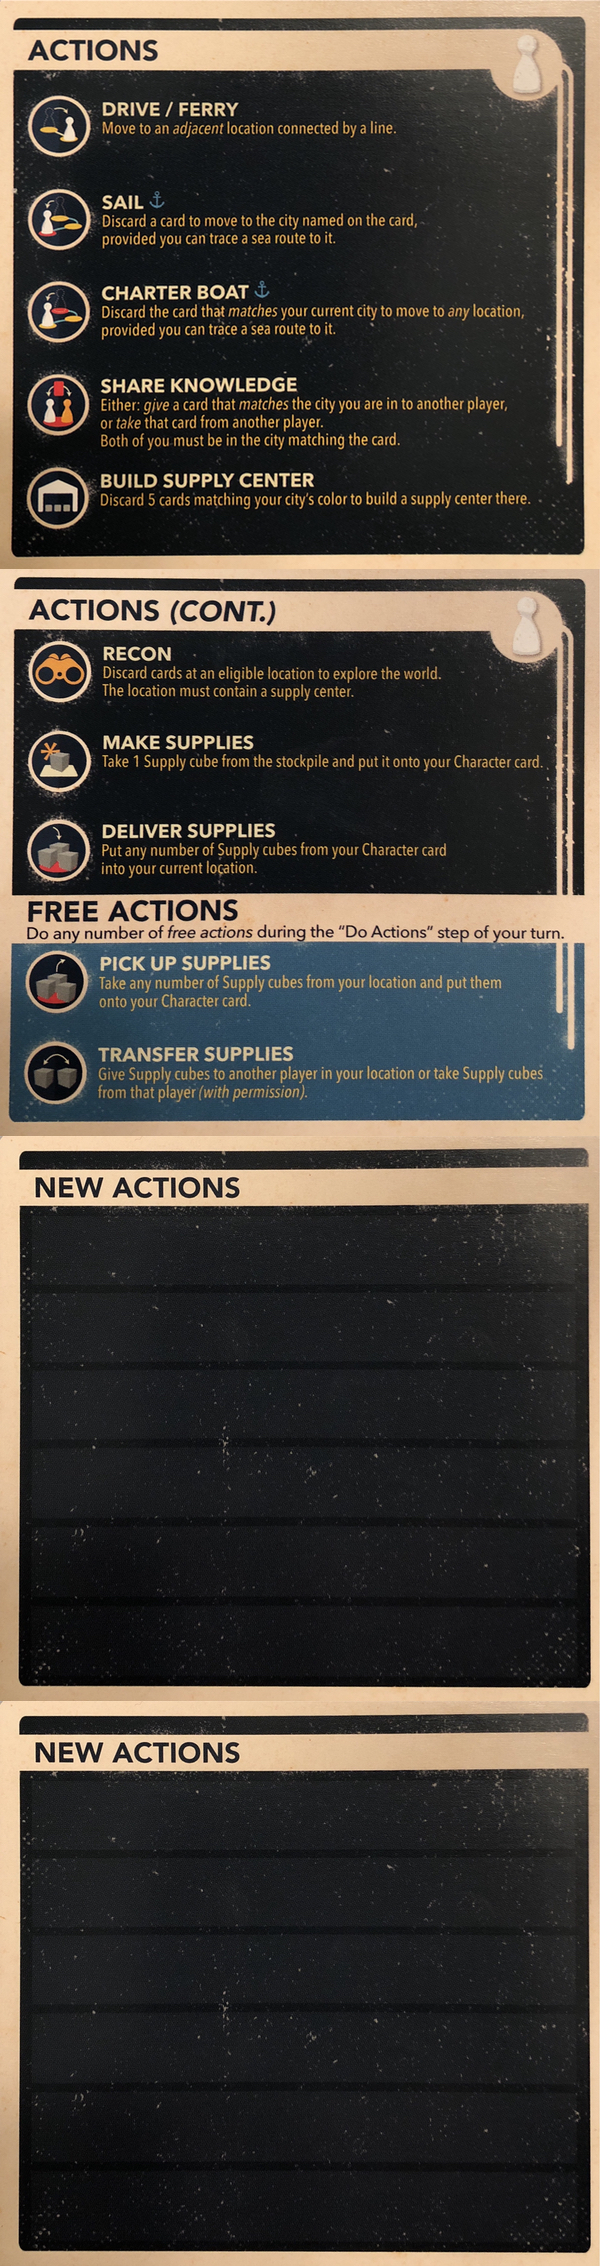 ACTIONS
DRIVE / FERRY
Move to an adjacent location connected by a line.
SAIL
Discard a card to move to the city named on the card,
provided you can trace a sea route to it.
CHARTER BOAT
Discard the card that matches your current city to move to any location,
provided you can trace a sea route to it.
SHARE KNOWLEDGE
Either: give a card that matches the city you are in to another player,
or take that card from another player.
Both of you must be in the city matching the card.
BUILD SUPPLY CENTER
Discard 5 cards matching your city's color to build a supply center there.
ACTIONS (CONT.)
RECON
Discard cards at an eligible location to explore the world.
The location must contain a supply center.
MAKE SUPPLIES
Take 1 Supply cube from the stockpile and put it onto your Character card.
DELIVER SUPPLIES
Put any number of Supply cubes from your Character card
into your current location.
FREE ACTIONS
Do any number of free actions during the “Do Actions” step of your turn.
PICK UP SUPPLIES
Take any number of Supply cubes from your location and put them
onto your Character card.
TRANSFER SUPPLIES
Give Supply cubes to another player in your location or take Supply cubes
from that player (with permission).
NEW ACTIONS
NEW ACTIONS